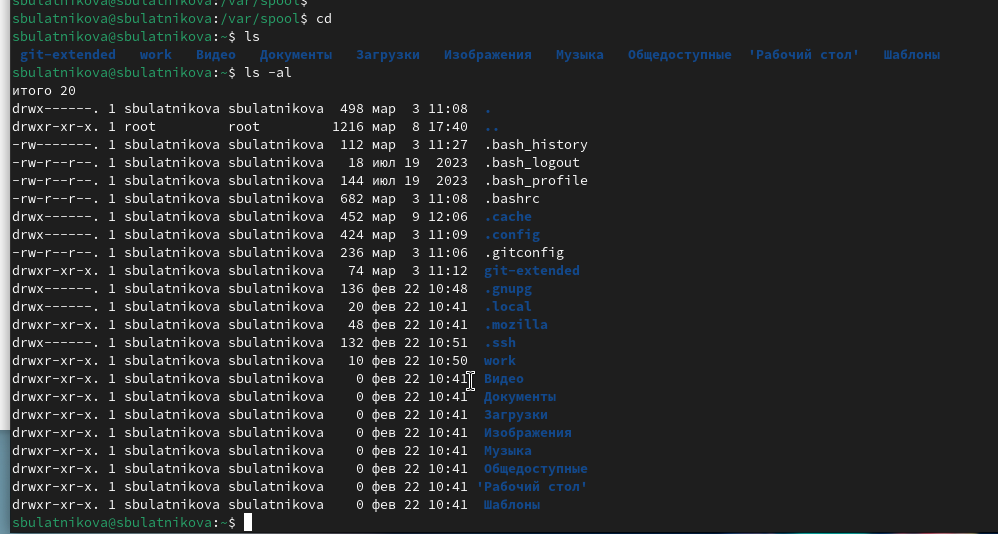 sbulatnikova@sbulatnikova:/var/spool$
sbulatnikova@sbulatnikova:/var/spool$ cd
sbulatnikova@sbulatnikova:~$ ls
git-extended work Видео Документы Загрузки Изображения Музыка Общедоступные 'Рабочий стол' Шаблоны
sbulatnikova@sbulatnikova:~$ ls -al
итого 20
drwx------. 1 sbulatnikova sbulatnikova 498 мар 3 11:08 .
drwxr-xr-x. 1 root root 1216 мар 8 17:40 ..
-rw-------. 1 sbulatnikova sbulatnikova 112 мар 3 11:27 .bash_history
-rw-r--r--. 1 sbulatnikova sbulatnikova 18 июл 19 2023 .bash_logout
-rw-r--r--. 1 sbulatnikova sbulatnikova 144 июл 19 2023 .bash_profile
-rw-r--r--. 1 sbulatnikova sbulatnikova 682 мар 3 11:08 .bashrc
drwx------. 1 sbulatnikova sbulatnikova 452 мар 9 12:06 .cache
drwx------. 1 sbulatnikova sbulatnikova 424 мар 3 11:09 .config
-rw-r--r--. 1 sbulatnikova sbulatnikova 236 мар 3 11:06 .gitconfig
drwxr-xr-x. 1 sbulatnikova sbulatnikova 74 мар 3 11:12 git-extended
drwx------. 1 sbulatnikova sbulatnikova 136 фев 22 10:48 .gnupg
drwx------. 1 sbulatnikova sbulatnikova 20 фев 22 10:41 .local
drwxr-xr-x. 1 sbulatnikova sbulatnikova 48 фев 22 10:41 .mozilla
drwx------. 1 sbulatnikova sbulatnikova 132 фев 22 10:51 .ssh
drwxr-xr-x. 1 sbulatnikova sbulatnikova 10 фев 22 10:50 work
drwxr-xr-x. 1 sbulatnikova sbulatnikova 0 фев 22 10:41 Видео
drwxr-xr-x. 1 sbulatnikova sbulatnikova 0 фев 22 10:41 Документы
drwxr-xr-x. 1 sbulatnikova sbulatnikova 0 фев 22 10:41 Загрузки
drwxr-xr-x. 1 sbulatnikova sbulatnikova 0 фев 22 10:41 Изображения
drwxr-xr-x. 1 sbulatnikova sbulatnikova 0 фев 22 10:41 Музыка
drwxr-xr-x. 1 sbulatnikova sbulatnikova 0 фев 22 10:41 Общедоступные
drwxr-xr-x. 1 sbulatnikova sbulatnikova 0 фев 22 10:41 'Рабочий стол'
drwxr-xr-x. 1 sbulatnikova sbulatnikova 0 фев 22 10:41 Шаблоны
sbulatnikova@sbulatnikova:~$